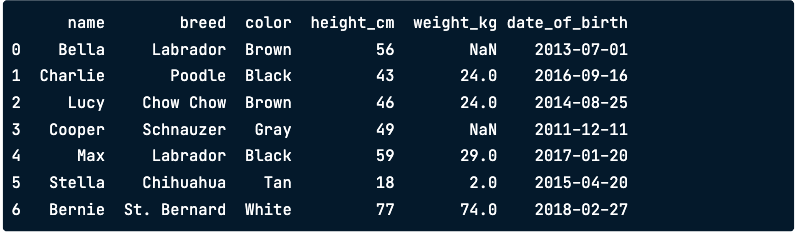 name breed color height_cm weight_kg date_of_birth
0 Bella Labrador Brown 56 NaN 2013-07-01
1 Charlie Poodle Black 43 24.0 2016-09-16
2 Lucy Chow Chow Brown 46 24.0 2014-08-25
3 Cooper Schnauzer Gray 49 NaN 2011-12-11
4 Max Labrador Black 59 29.0 2017-01-20
5 Stella Chihuahua Tan 18 2.0 2015-04-20
6 Bernie St. Bernard White 77 74.0 2018-02-27